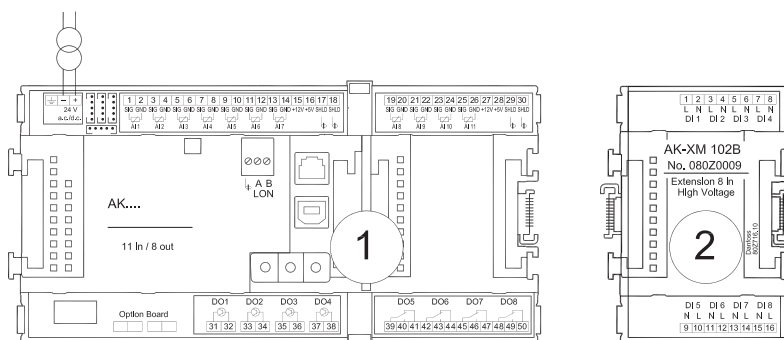 1 2 3 4 5 6 7 8 9 10 11 12 13 14 15 16 17 18
SIG GND SIG GND SIG GND SIG GND SIG GND SIG GND SIG GND +12V +5V SHLD SHLD
AI1 AI2 AI3 AI4 AI5 AI6 AI7
19 20 21 22 23 24 25 26 27 28 29 30
SIG GND SIG GND SIG GND SIG GND +12V +5V SHLD SHLD
AI8 AI9 AI10 AI11
– +
24 V
a.c./d.c.
A B
LON
AK....
11 In / 8 out
1
Option Board
DO1 DO2 DO3 DO4
31 32 33 34 35 36 37 38
DO5 DO6 DO7 DO8
39 40 41 42 43 44 45 46 47 48 49 50
1 2 3 4 5 6 7 8
L N L N L N L N
DI 1 DI 2 DI 3 DI 4
AK-XM 102B
No. 080Z0009
Extension 8 In
High Voltage
2
Danfoss
80Z716.10
DI 5 DI 6 DI 7 DI 8
N L N L N L N L
9 10 11 12 13 14 15 16